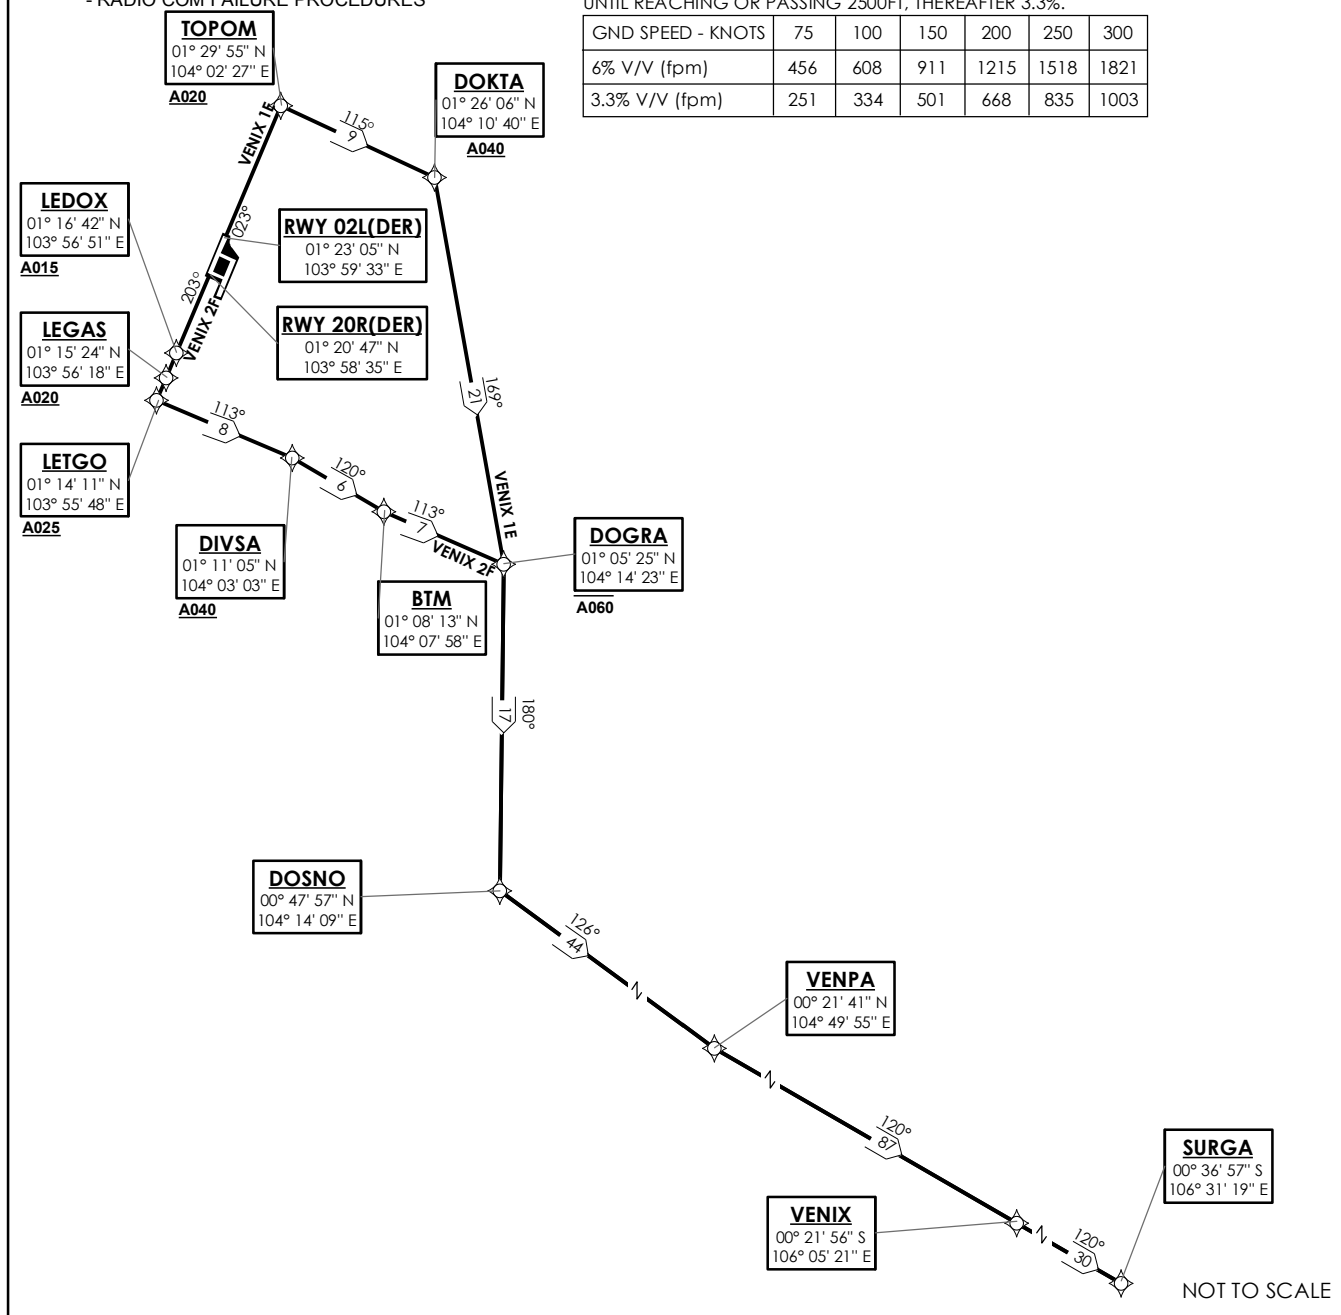 - RADIO COM FAILURE PROCEDURES
UNTIL REACHING OR PASSING 2500FT, THEREAFTER 3.3%.
GND SPEED - KNOTS 75 100 150 200 250 300
6% V/V (fpm) 456 608 911 1215 1518 1821
3.3% V/V (fpm) 251 334 501 668 835 1003
TOPOM
01° 29' 55" N
104° 02' 27" E
A020
DOKTA
01° 26' 06" N
104° 10' 40" E
A040
115°
9
VENIX 1E
023°
LEDOX
01° 16' 42" N
103° 56' 51" E
A015
RWY 02L(DER)
01° 23' 05" N
103° 59' 33" E
203°
VENIX 2F
RWY 20R(DER)
01° 20' 47" N
103° 58' 35" E
LEGAS
01° 15' 24" N
103° 56' 18" E
A020
169°
21
VENIX 1E
LETGO
01° 14' 11" N
103° 55' 48" E
A025
113°
8
120°
6
113°
7
VENIX 2F
DIVSA
01° 11' 05" N
104° 03' 03" E
A040
BTM
01° 08' 13" N
104° 07' 58" E
DOGRA
01° 05' 25" N
104° 14' 23" E
A060
180°
17
DOSNO
00° 47' 57" N
104° 14' 09" E
126°
44
N
VENPA
00° 21' 41" N
104° 49' 55" E
N
120°
87
VENIX
00° 21' 56" S
106° 05' 21" E
N
120°
30
SURGA
00° 36' 57" S
106° 31' 19" E
NOT TO SCALE